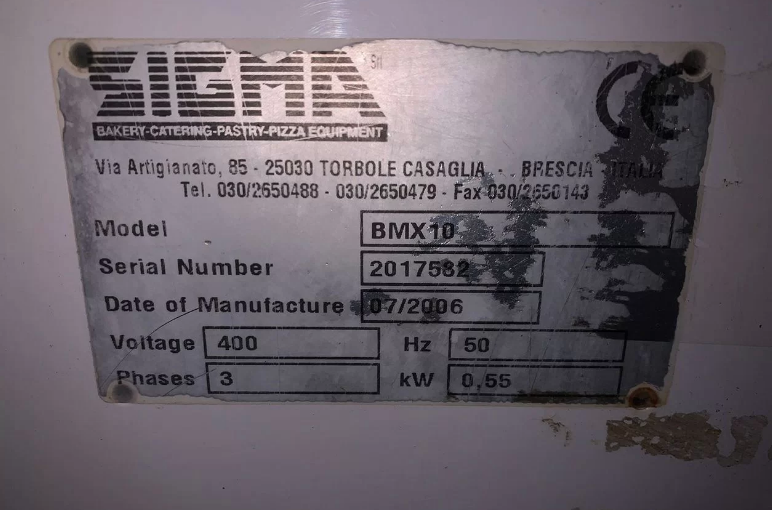 SIGMA Srl
BAKERY-CATERING-PASTRY-PIZZA EQUIPMENT
CE
Via Artigianato, 85 - 25030 TORBOLE CASAGLIA - BRESCIA - ITALIA
Tel. 030/2650488 - 030/2650479 - Fax 030/2650143
Model BMX10
Serial Number 2017532
Date of Manufacture 07/2006
Voltage 400 Hz 50
Phases 3 kW 0,55